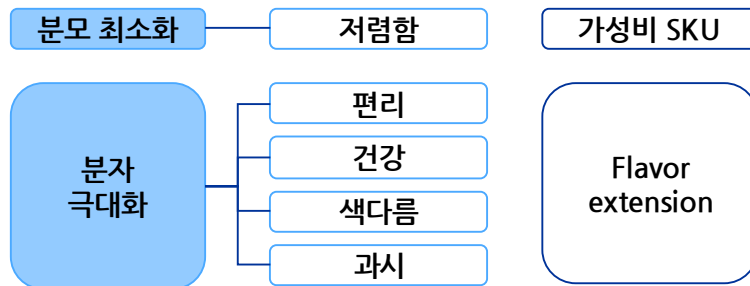 분모 최소화
저렴함
가성비 SKU
분자
극대화
편리
건강
색다름
과시
Flavor
extension